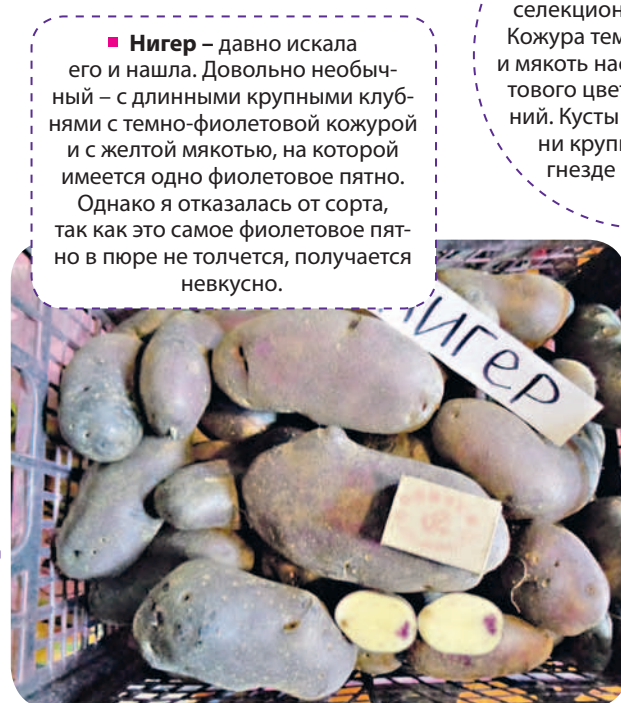 Нигер – давно искала
его и нашла. Довольно необыч-
ный – с длинными крупными клуб-
нями с темно-фиолетовой кожурой
и с желтой мякотью, на которой
имеется одно фиолетовое пятно.
Однако я отказалась от сорта,
так как это самое фиолетовое пят-
но в пюре не толчется, получается
невкусно.
селекцион
Кожура тем
и мякоть нас
тового цвет
ний. Кусты
ни крупн
гнезде
НИГЕР